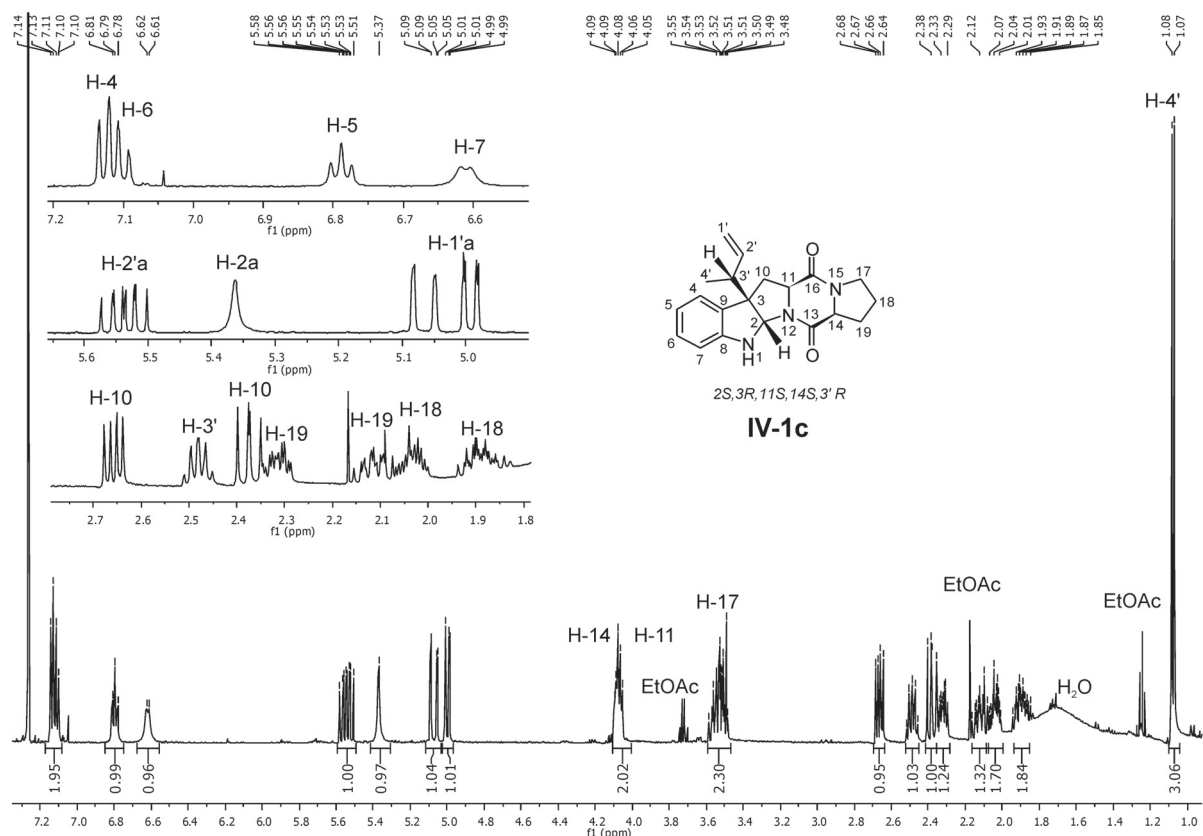 7.14 7.13 7.11 7.10 7.10 6.81 6.79 6.78 6.62 6.61 5.58 5.56 5.56 5.55 5.54 5.53 5.53 5.51 5.37 5.09 5.09 5.05 5.05 5.01 5.01 4.99 4.99 4.09 4.09 4.08 4.06 4.05 3.55 3.54 3.53 3.52 3.51 3.51 3.50 3.49 3.48 2.68 2.67 2.66 2.64 2.38 2.33 2.29 2.12 2.07 2.04 2.01 1.93 1.91 1.89 1.87 1.85 1.08 1.07
H-4
H-6
H-5
H-7
7.2 7.1 7.0 6.9 6.8 6.7 6.6
f1 (ppm)
H-2'a
H-2a
H-1'a
5.6 5.5 5.4 5.3 5.2 5.1 5.0
f1 (ppm)
H-10
H-3'
H-10
H-19
H-19
H-18
H-18
2.7 2.6 2.5 2.4 2.3 2.2 2.1 2.0 1.9 1.8
f1 (ppm)
H-4'
1'
H
2'
4'
3'
10
11
O
16
15
N
17
18
19
14
13
O
N
12
4
5
6
7
8
9
3
2
N
H
1
H
2S,3R,11S,14S,3' R
IV-1c
H-14
H-11
EtOAc
H-17
EtOAc
H2O
EtOAc
1.95 0.99 0.96 1.00 0.97 1.04 1.01 2.02 2.30 0.95 1.03 1.00 1.24 1.32 1.70 1.84 3.06
7.2 7.0 6.8 6.6 6.4 6.2 6.0 5.8 5.6 5.4 5.2 5.0 4.8 4.6 4.4 4.2 4.0 3.8 3.6 3.4 3.2 3.0 2.8 2.6 2.4 2.2 2.0 1.8 1.6 1.4 1.2 1.0
f1 (ppm)